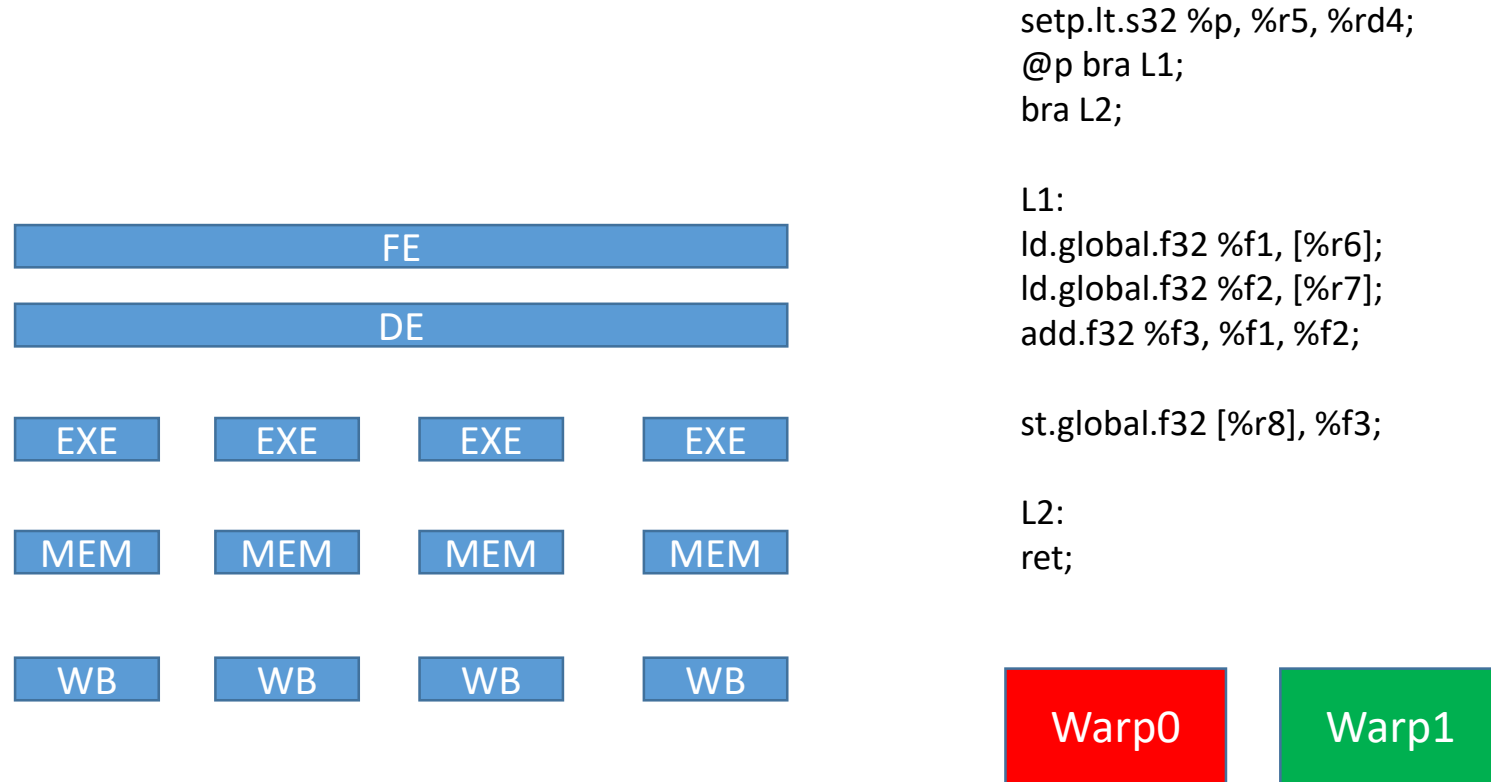 setp.lt.s32 %p, %r5, %rd4;
@p bra L1;
bra L2;
L1:
ld.global.f32 %f1, [%r6];
ld.global.f32 %f2, [%r7];
add.f32 %f3, %f1, %f2;
st.global.f32 [%r8], %f3;
L2:
ret;
FE
DE
EXE EXE EXE EXE
MEM MEM MEM MEM
WB WB WB WB
Warp0 Warp1